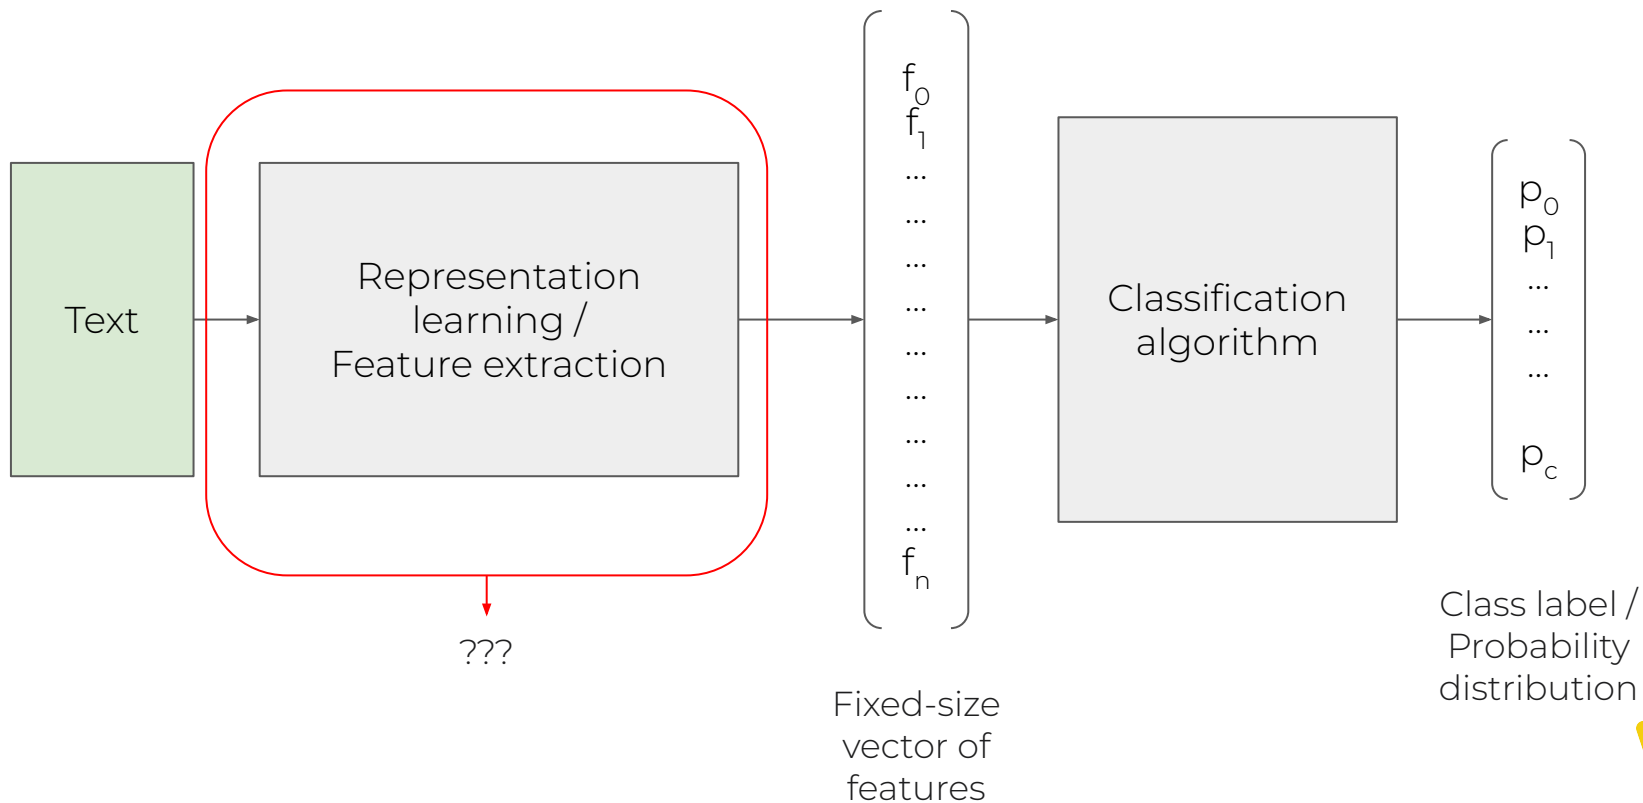 Text
Representation
learning /
Feature extraction
???
f0
f1
...
...
...
...
...
...
...
...
...
fn
Fixed-size
vector of
features
Classification
algorithm
p0
p1
...
...
...
pc
Class label /
Probability
distribution